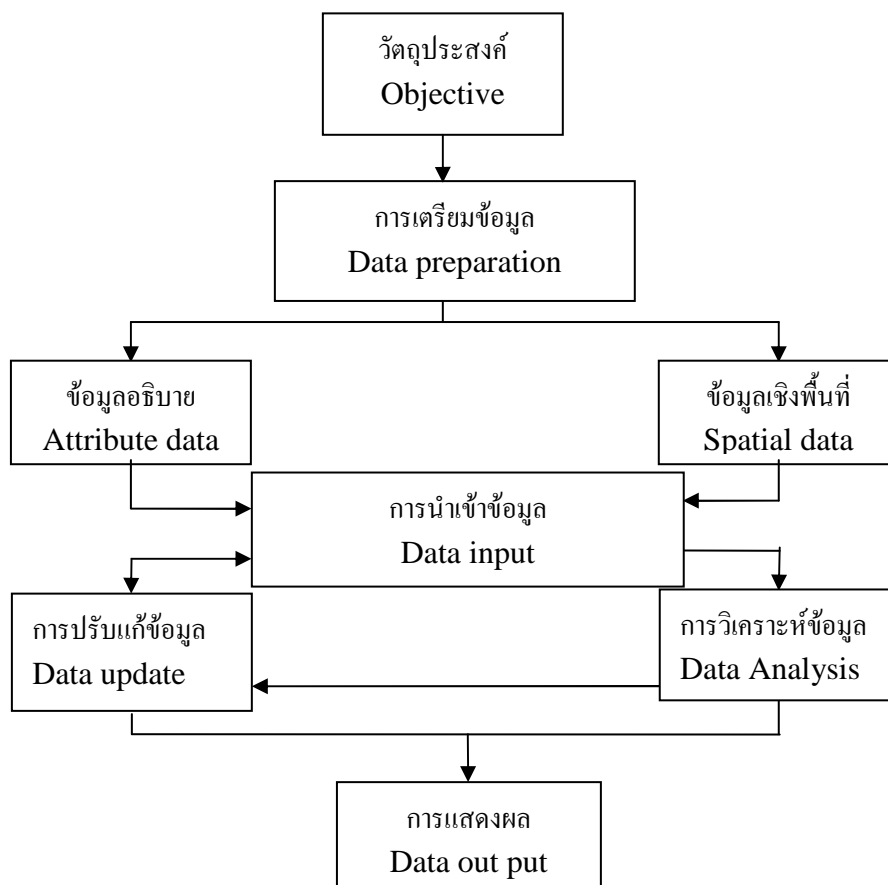 วัตถุประสงค์
Objective
การเตรียมข้อมูล
Data preparation
ข้อมูลอธิบาย
Attribute data
ข้อมูลเชิงพื้นที่
Spatial data
การนำเข้าข้อมูล
Data input
การปรับแก้ข้อมูล
Data update
การวิเคราะห์ข้อมูล
Data Analysis
การแสดงผล
Data out put